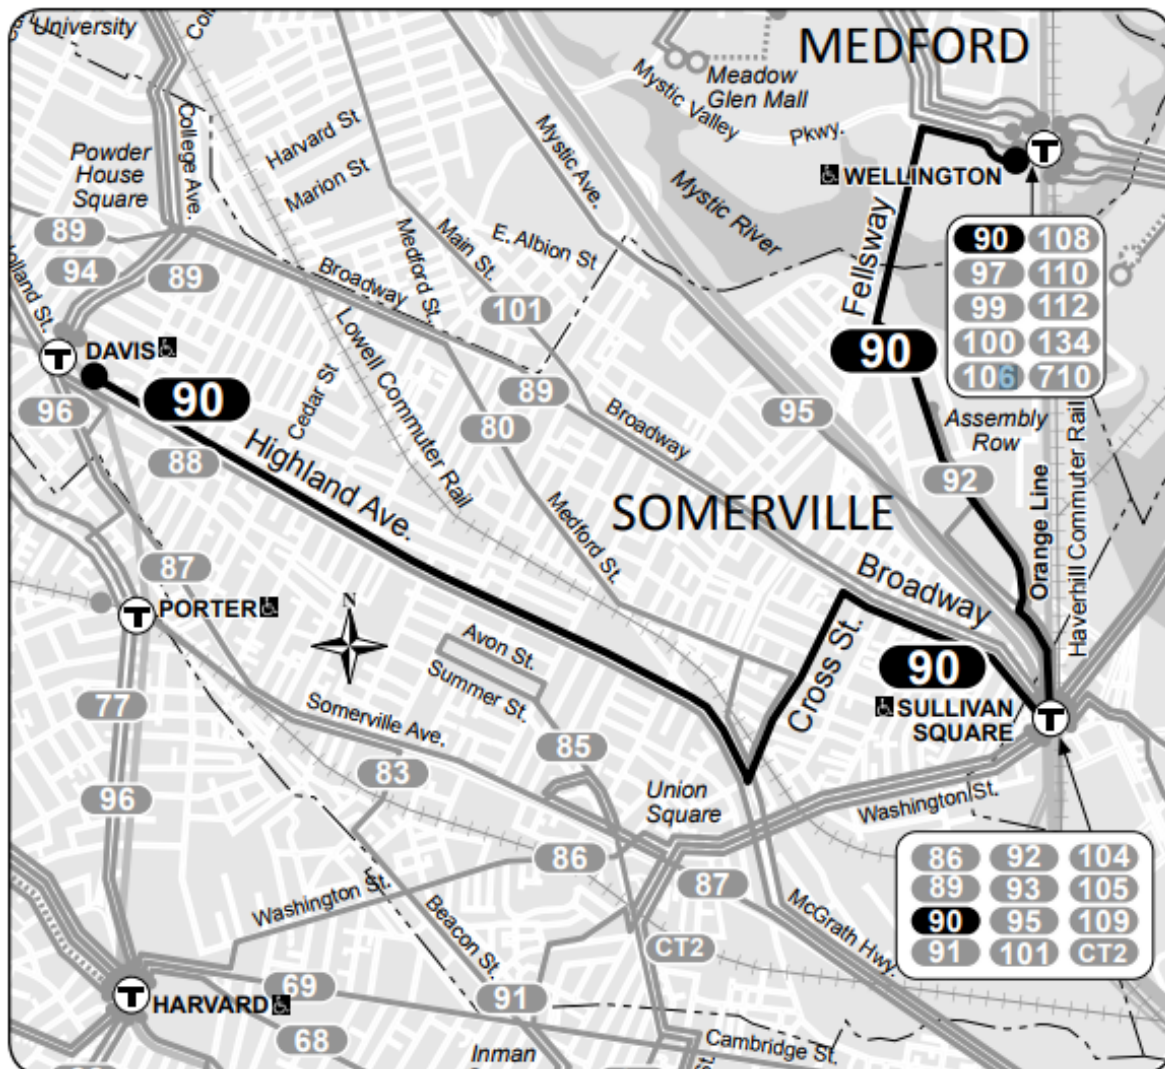 University
MEDFORD
Meadow
Glen Mall
Mystic Valley
Pkwy.
Harvard St
Marion St
College Ave.
Powder
House
Square
Mystic Ave.
Mystic River
WELLINGTON
E. Albion St
Main St.
Medford St.
Broadway
Fellsway
89
94
89
101
90 108
97 110
99 112
100 134
106 710
Holland St.
DAVIS
90
90
Lowell Commuter Rail
Cedar St
96
88
89
80
95
Broadway
Assembly
Row
92
Highland Ave.
SOMERVILLE
Medford St.
Orange Line
Haverhill Commuter Rail
87
PORTER
N
Broadway
Cross St.
90
Avon St.
Summer St.
SULLIVAN
SQUARE
77
Somerville Ave.
85
83
96
Union
Square
Washington St.
86
87
Washington St.
Beacon St.
McGrath Hwy.
86 92 104
89 93 105
90 95 109
91 101 CT2
CT2
HARVARD
69
91
68
Inman
Cambridge St.
St.